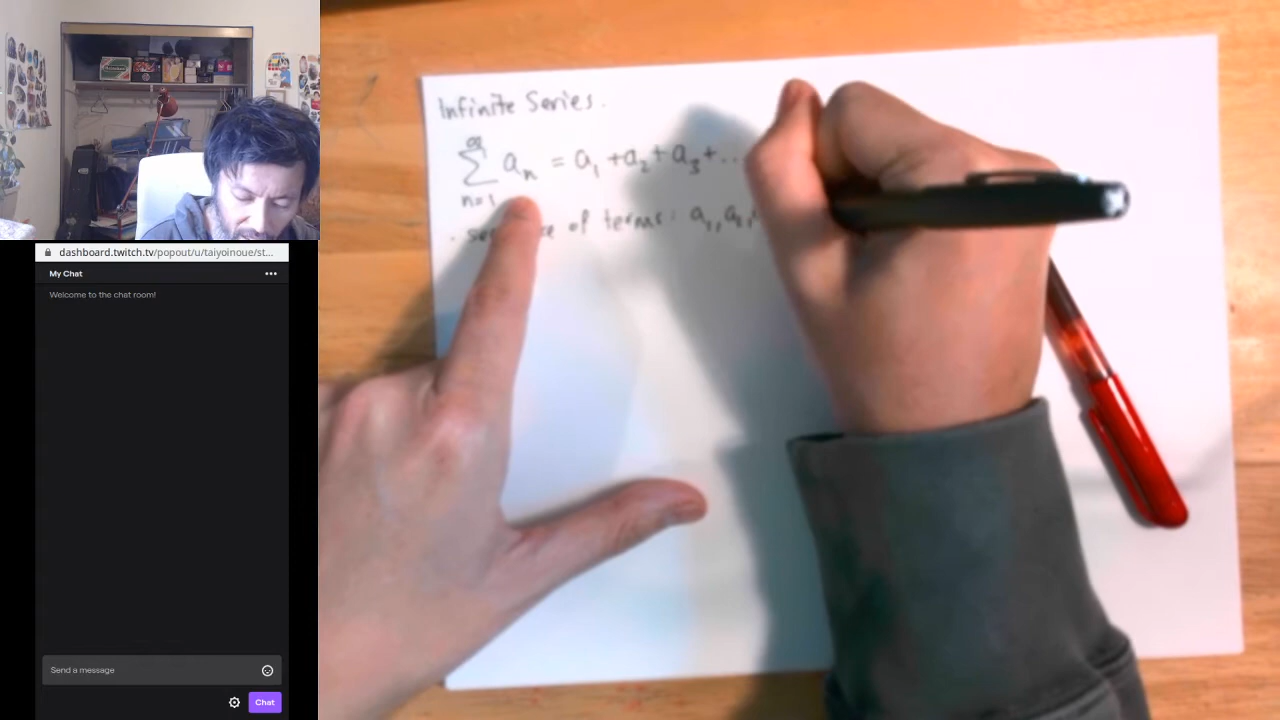 dashboard.twitch.tv/popout/u/taiyoinoue/st...
My Chat
Welcome to the chat room!
Send a message
Chat
Infinite Series.
∞
∑ aₙ = a₁ + a₂ + a₃ + ...
n=1
of terms: a₁, a₂,